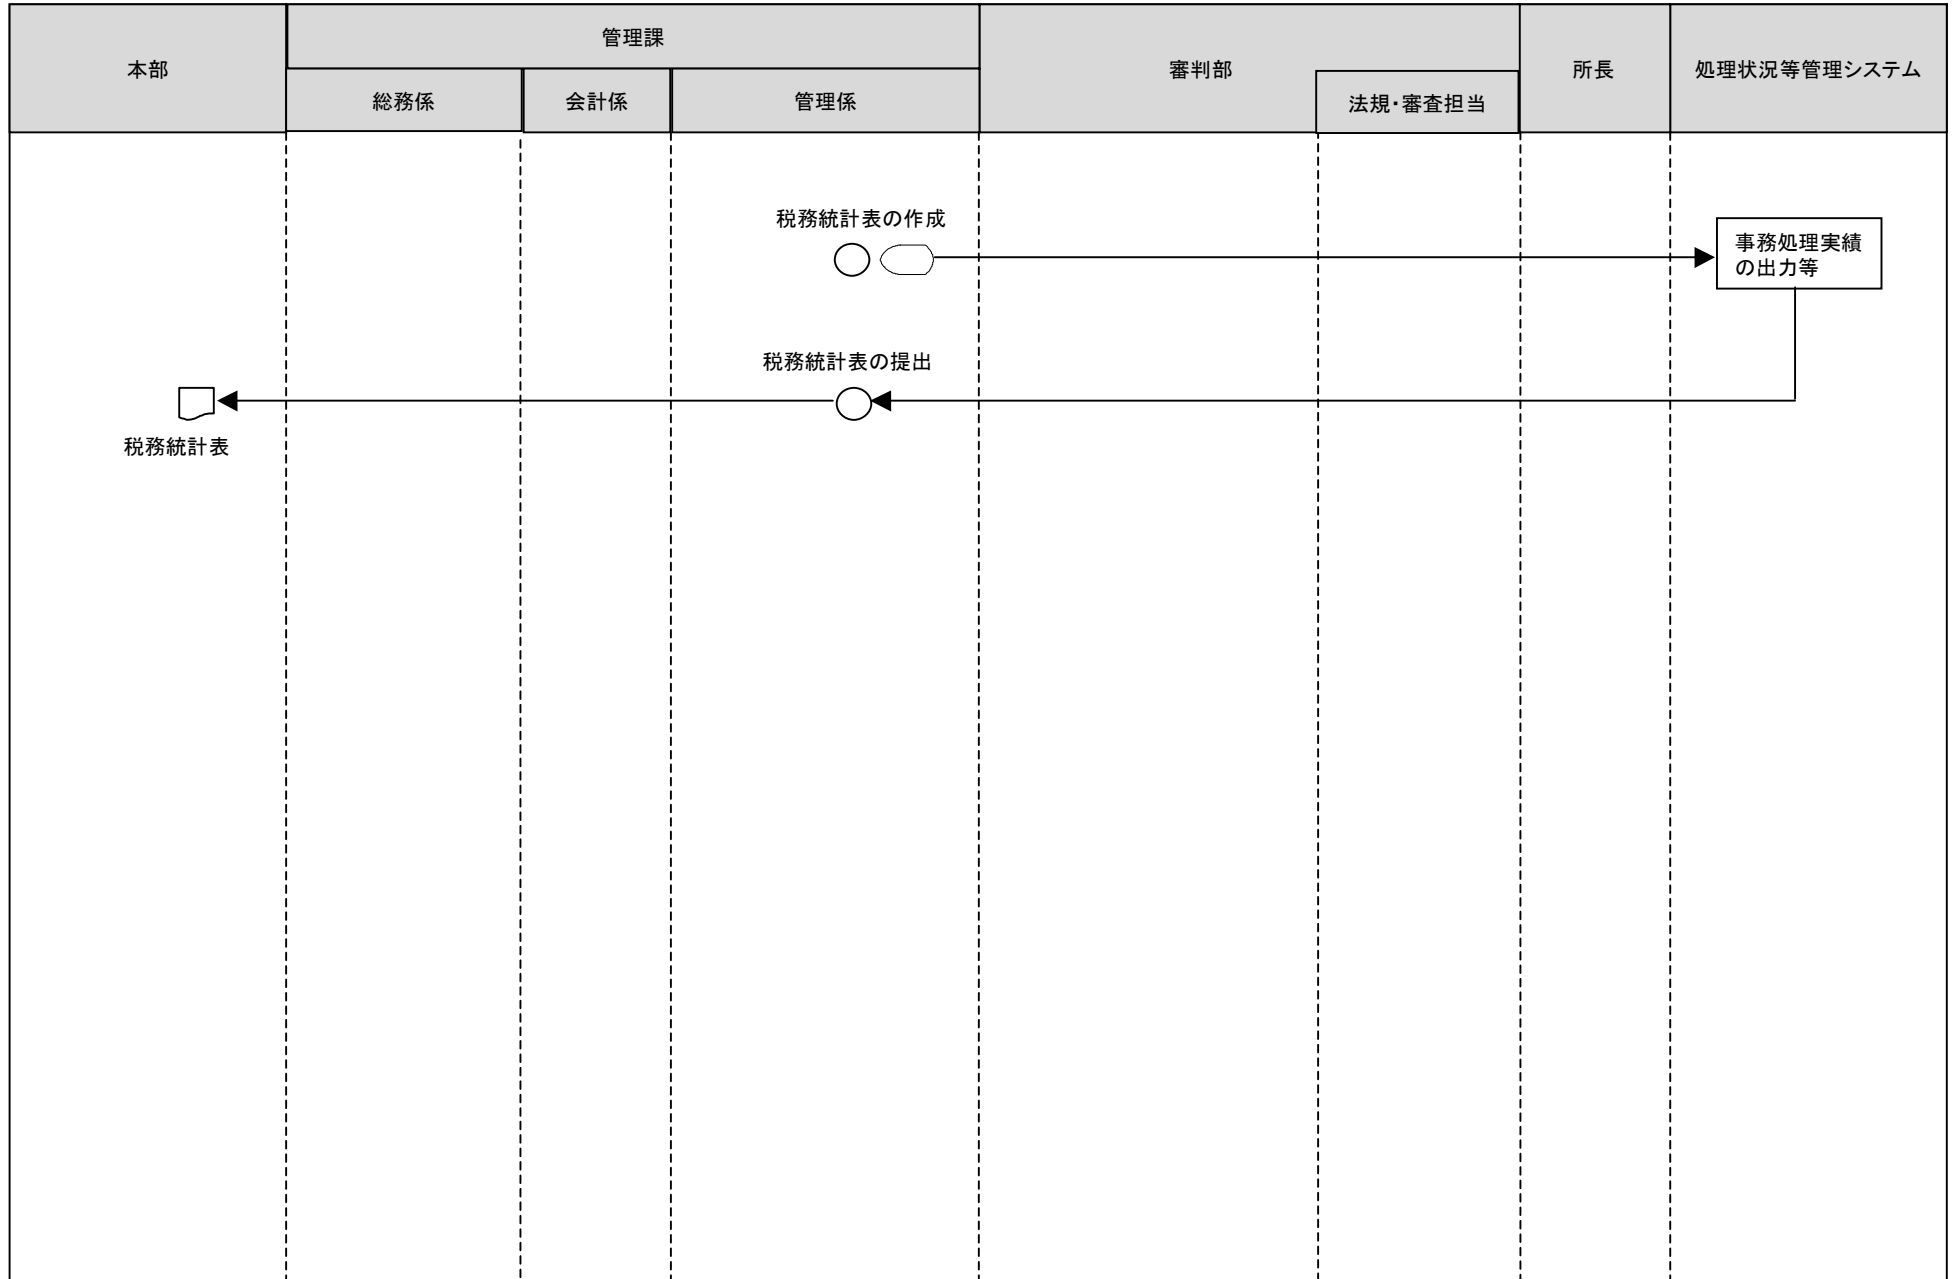 本部
管理課
総務係
会計係
管理係
審判部
法規・審査担当
所長
処理状況等管理システム
税務統計表の作成
事務処理実績
の出力等
税務統計表の提出
税務統計表